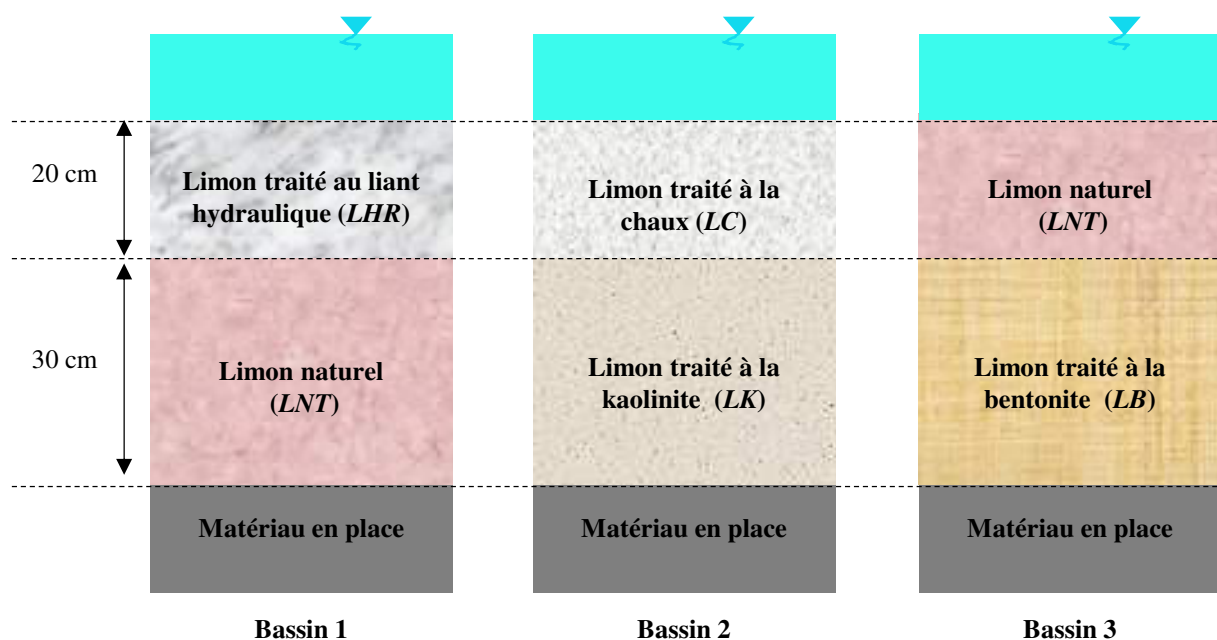 20 cm
30 cm
Limon traité au liant
hydraulique (LHR)
Limon naturel
(LNT)
Matériau en place
Bassin 1
Limon traité à la
chaux (LC)
Limon traité à la
kaolinite (LK)
Matériau en place
Bassin 2
Limon naturel
(LNT)
Limon traité à la
bentonite (LB)
Matériau en place
Bassin 3